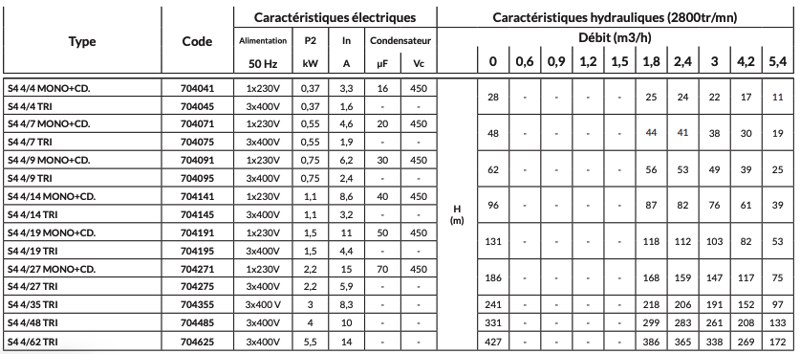 Type Code Caractéristiques électriques Caractéristiques hydrauliques (2800tr/mn)
Alimentation P2 In Condensateur Débit (m3/h)
50 Hz kW A µF Vc 0 0,6 0,9 1,2 1,5 1,8 2,4 3 4,2 5,4
S4 4/4 MONO+CD. 704041 1x230V 0,37 3,3 16 450 H (m) 28 - - - - 25 24 22 17 11
S4 4/4 TRI 704045 3x400V 0,37 1,6 - -
S4 4/7 MONO+CD. 704071 1x230V 0,55 4,6 20 450 48 - - - - 44 41 38 30 19
S4 4/7 TRI 704075 3x400V 0,55 1,9 - -
S4 4/9 MONO+CD. 704091 1x230V 0,75 6,2 30 450 62 - - - - 56 53 49 39 25
S4 4/9 TRI 704095 3x400V 0,75 2,4 - -
S4 4/14 MONO+CD. 704141 1x230V 1,1 8,6 40 450 96 - - - - 87 82 76 61 39
S4 4/14 TRI 704145 3x400V 1,1 3,2 - -
S4 4/19 MONO+CD. 704191 1x230V 1,5 11 50 450 131 - - - - 118 112 103 82 53
S4 4/19 TRI 704195 3x400V 1,5 4,4 - -
S4 4/27 MONO+CD. 704271 1x230V 2,2 15 70 450 186 - - - - 168 159 147 117 75
S4 4/27 TRI 704275 3x400V 2,2 5,9 - -
S4 4/35 TRI 704355 3x400 V 3 8,3 - - 241 - - - - 218 206 191 152 97
S4 4/48 TRI 704485 3x400V 4 10 - - 331 - - - - 299 283 261 208 133
S4 4/62 TRI 704625 3x400V 5,5 14 - - 427 - - - - 386 365 338 269 172